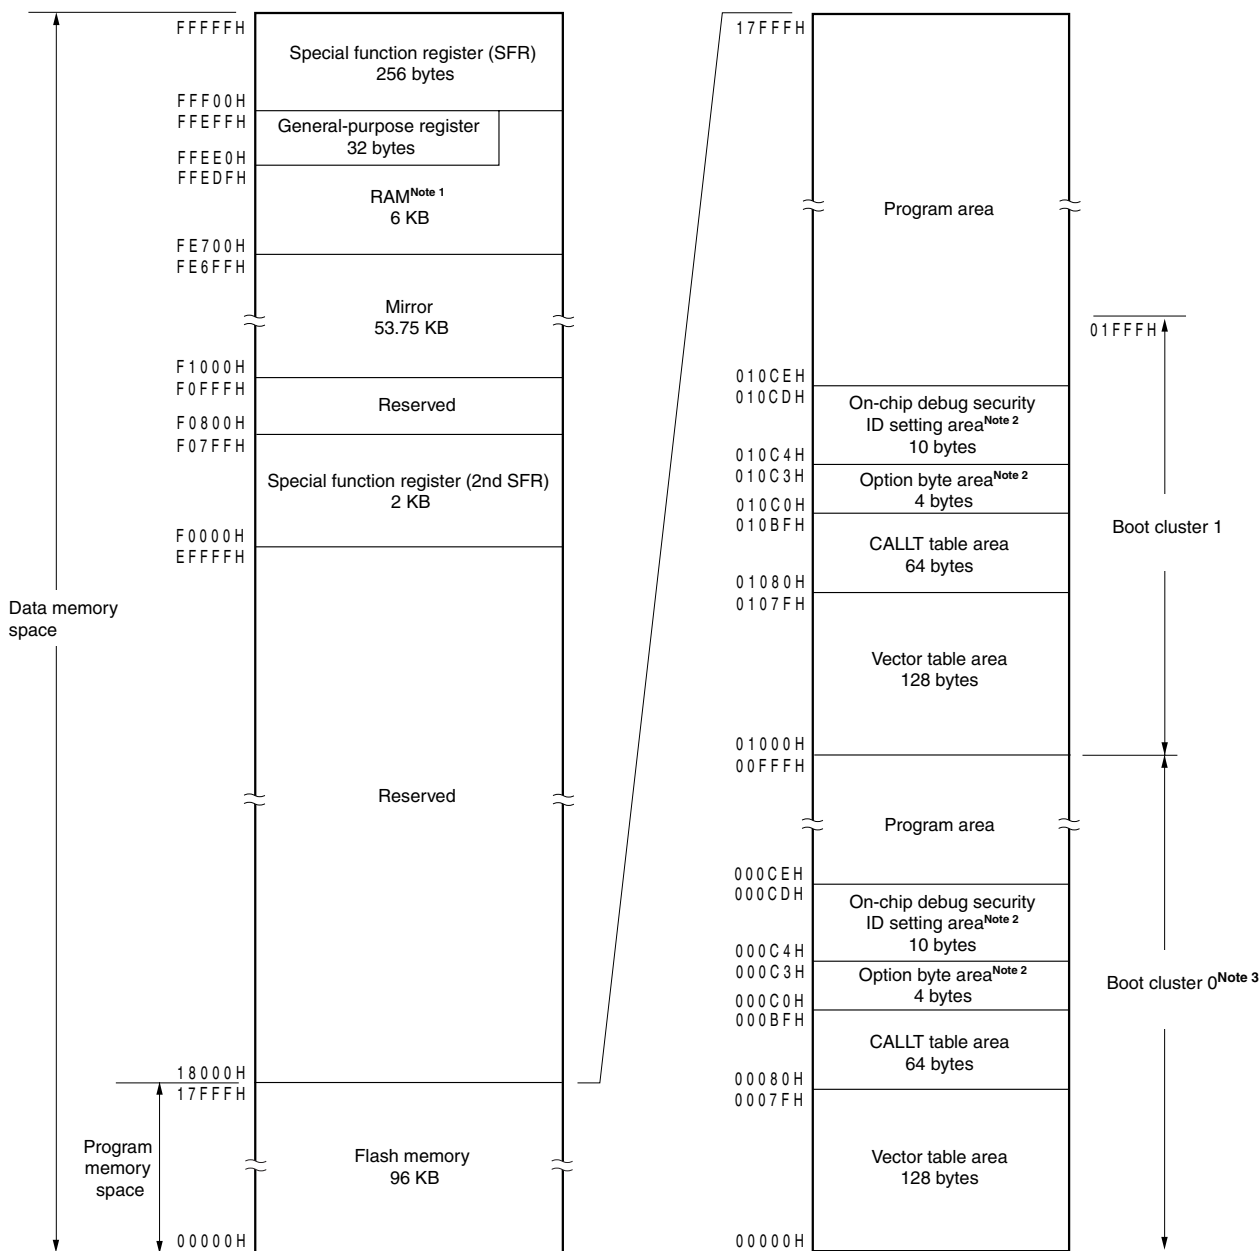 FFFFFH
Special function register (SFR)
256 bytes
FFF00H
FFEFFH
General-purpose register
32 bytes
FFEE0H
FFEDFH
RAMNote 1
6 KB
FE700H
FE6FFH
Mirror
53.75 KB
F1000H
F0FFFH
Reserved
F0800H
F07FFH
Special function register (2nd SFR)
2 KB
F0000H
EFFFFH
Data memory
space
Reserved
18000H
17FFFH
Program
memory
space
Flash memory
96 KB
00000H
17FFFH
Program area
01FFFH
010CEH
010CDH
On-chip debug security
ID setting areaNote 2
10 bytes
010C4H
010C3H
Option byte areaNote 2
4 bytes
010C0H
010BFH
CALLT table area
64 bytes
Boot cluster 1
01080H
0107FH
Vector table area
128 bytes
01000H
00FFFH
Program area
000CEH
000CDH
On-chip debug security
ID setting areaNote 2
10 bytes
000C4H
000C3H
Option byte areaNote 2
4 bytes
Boot cluster 0Note 3
000C0H
000BFH
CALLT table area
64 bytes
00080H
0007FH
Vector table area
128 bytes
00000H